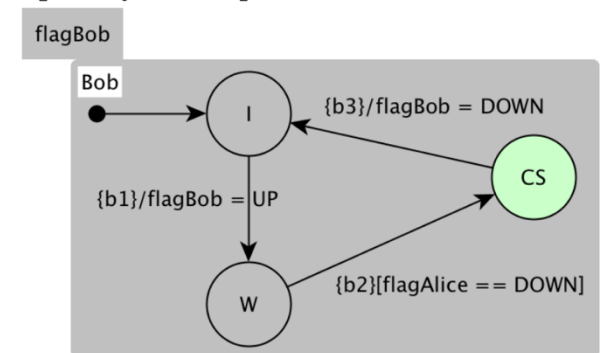 flagBob
Bob
I
{b3}/flagBob = DOWN
CS
{b1}/flagBob = UP
{b2}[flagAlice == DOWN]
W